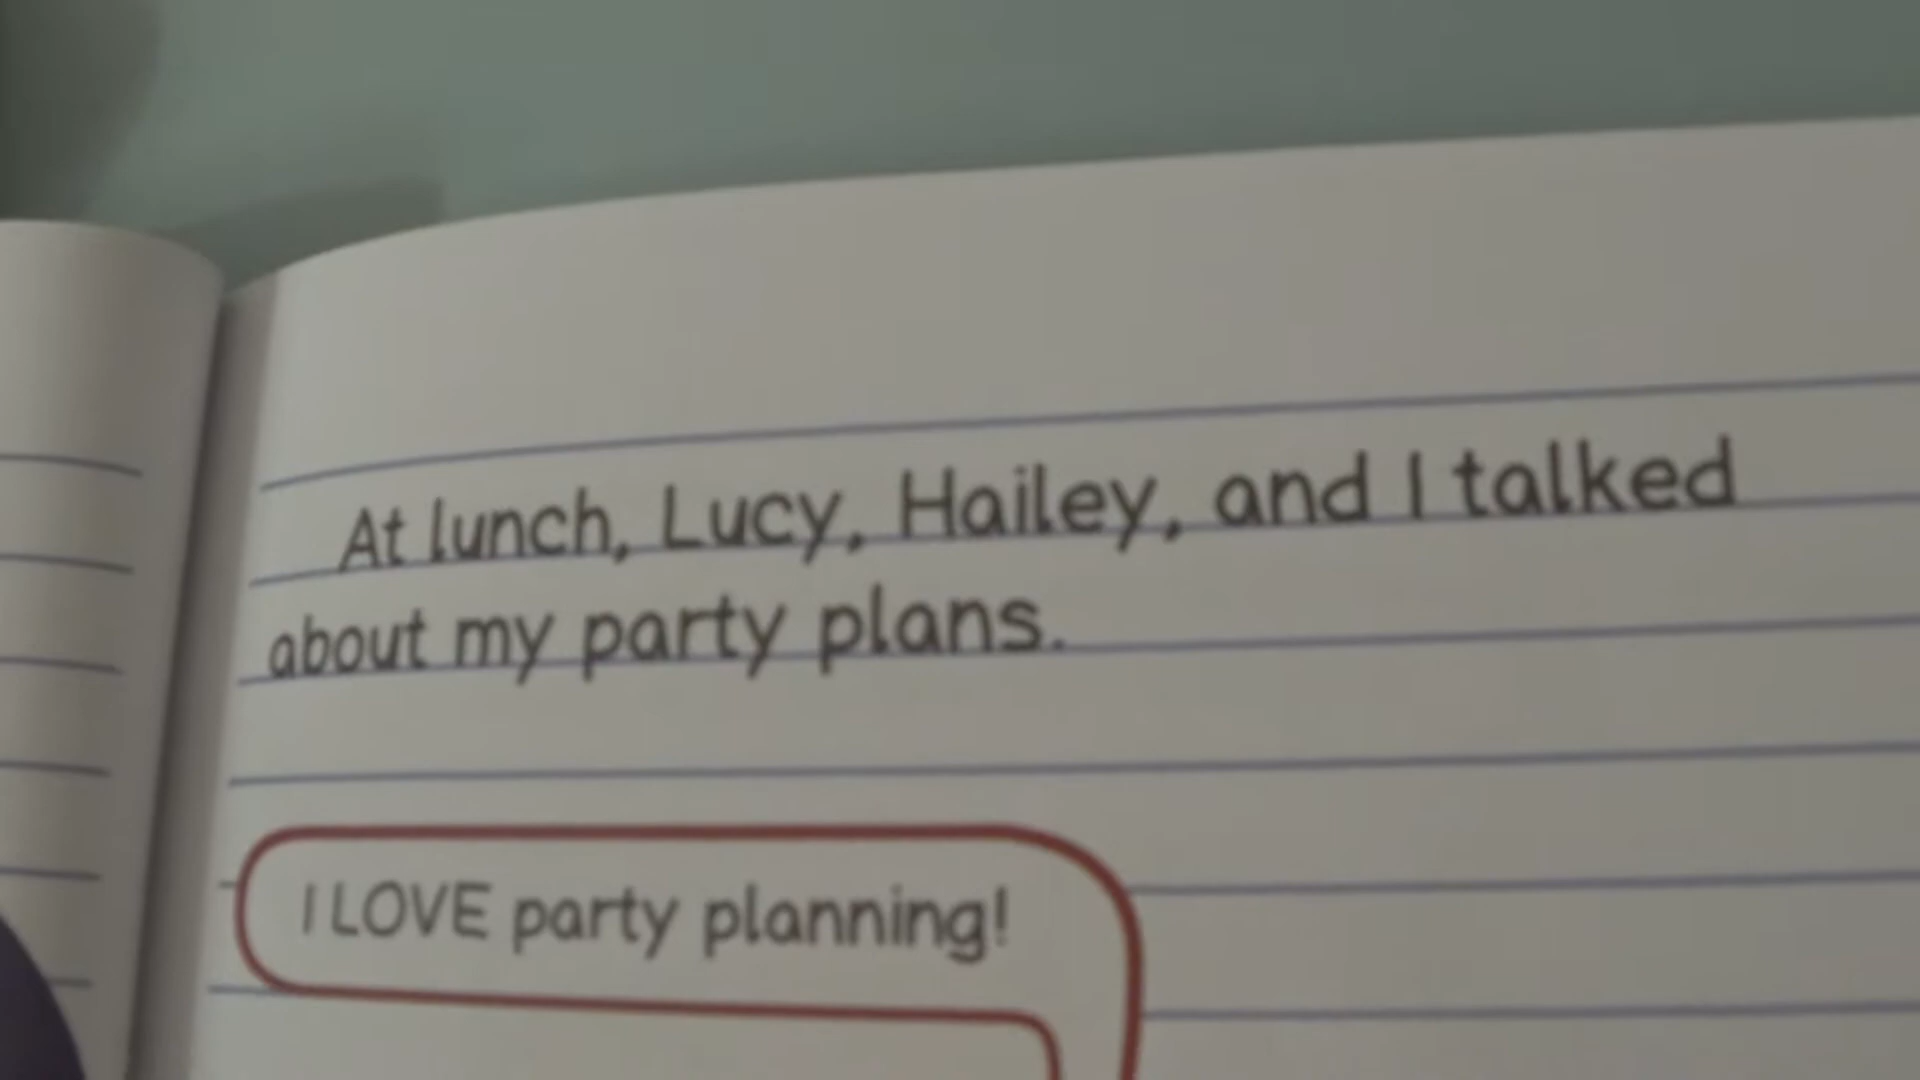 At lunch, Lucy, Hailey, and I talked
about my party plans.
I LOVE party planning!